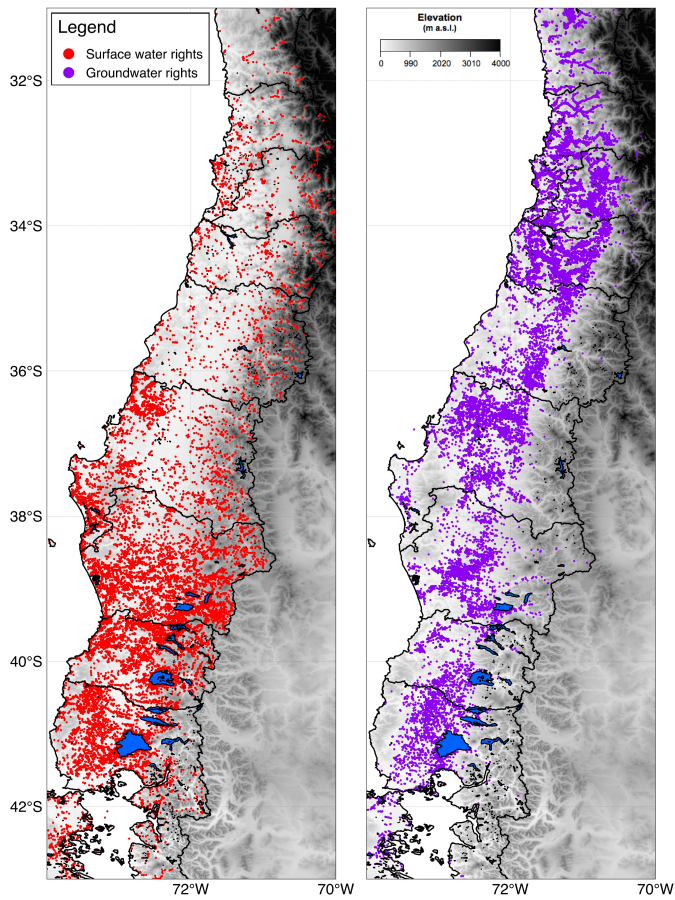 Legend
Surface water rights
Groundwater rights
Elevation
(m a.s.l.)
0 990 2020 3010 4000
32°S
34°S
36°S
38°S
40°S
42°S
72°W 70°W 72°W 70°W